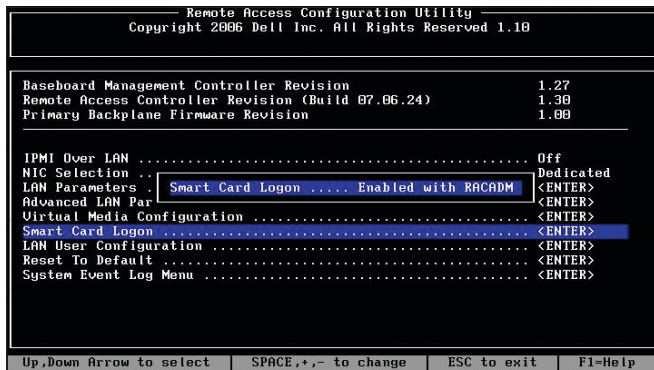 Remote Access Configuration Utility
Copyright 2006 Dell Inc. All Rights Reserved 1.10
Baseboard Management Controller Revision 1.27
Remote Access Controller Revision (Build 07.06.24) 1.30
Primary Backplane Firmware Revision 1.00
IPMI Over LAN ................................................ Off
NIC Selection .. Dedicated
LAN Parameters . <ENTER>
Smart Card Logon ..... Enabled with RACADM
Advanced LAN Par <ENTER>
Virtual Media Configuration .................................. <ENTER>
Smart Card Logon ............................................. <ENTER>
LAN User Configuration ....................................... <ENTER>
Reset To Default ............................................. <ENTER>
System Event Log Menu ........................................ <ENTER>
Up,Down Arrow to select SPACE,+,- to change ESC to exit F1=Help